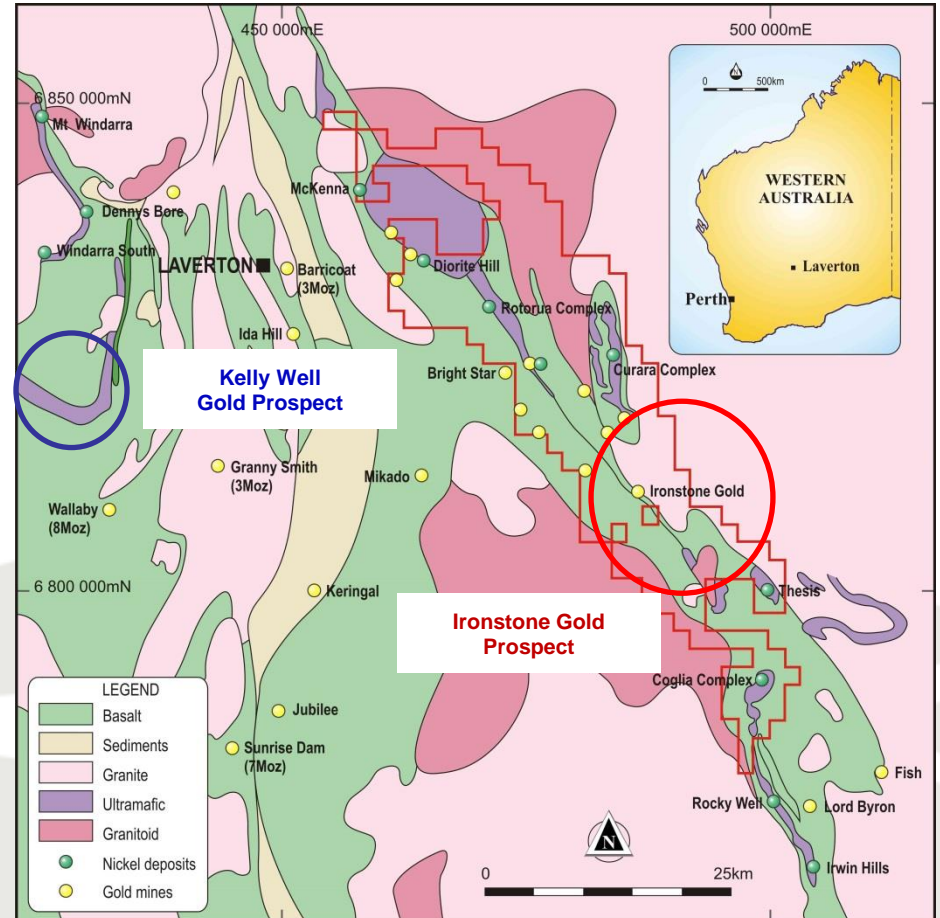 450 000mE
500 000mE
6 850 000mN
Mt Windarra
0 500km
N
WESTERN
AUSTRALIA
Laverton
Perth
McKenna
Dennys Bore
Windarra South
LAVERTON
Barricoat
(3Moz)
Diorite Hill
Rotorua Complex
Ida Hill
Kelly Well
Gold Prospect
Bright Star
Curara Complex
Granny Smith
(3Moz)
Mikado
Ironstone Gold
Wallaby
(8Moz)
6 800 000mN
Keringal
Thesis
Ironstone Gold
Prospect
Coglia Complex
LEGEND
Basalt
Sediments
Granite
Ultramafic
Granitoid
Nickel deposits
Gold mines
Jubilee
Sunrise Dam
(7Moz)
Fish
Rocky Well
Lord Byron
N
0 25km
Irwin Hills